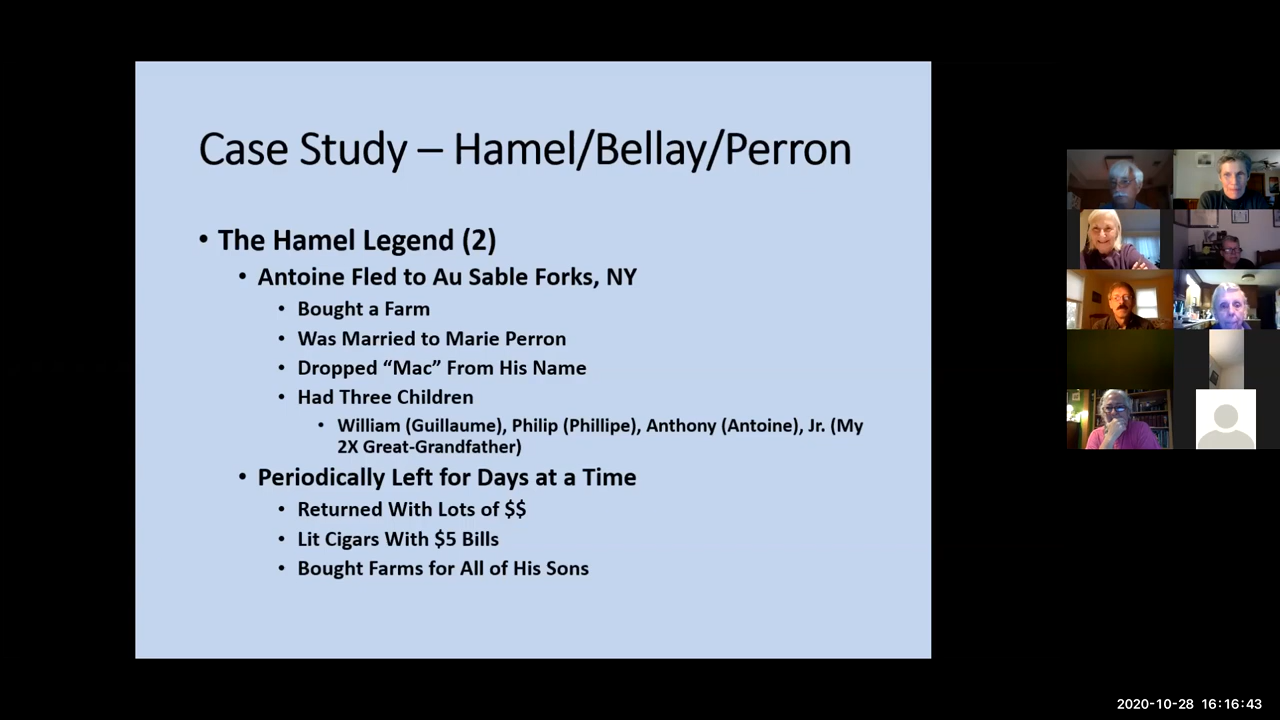 Case Study – Hamel/Bellay/Perron
• The Hamel Legend (2)
• Antoine Fled to Au Sable Forks, NY
• Bought a Farm
• Was Married to Marie Perron
• Dropped “Mac” From His Name
• Had Three Children
• William (Guillaume), Philip (Phillipe), Anthony (Antoine), Jr. (My
2X Great-Grandfather)
• Periodically Left for Days at a Time
• Returned With Lots of $$
• Lit Cigars With $5 Bills
• Bought Farms for All of His Sons
2020-10-28 16:16:43